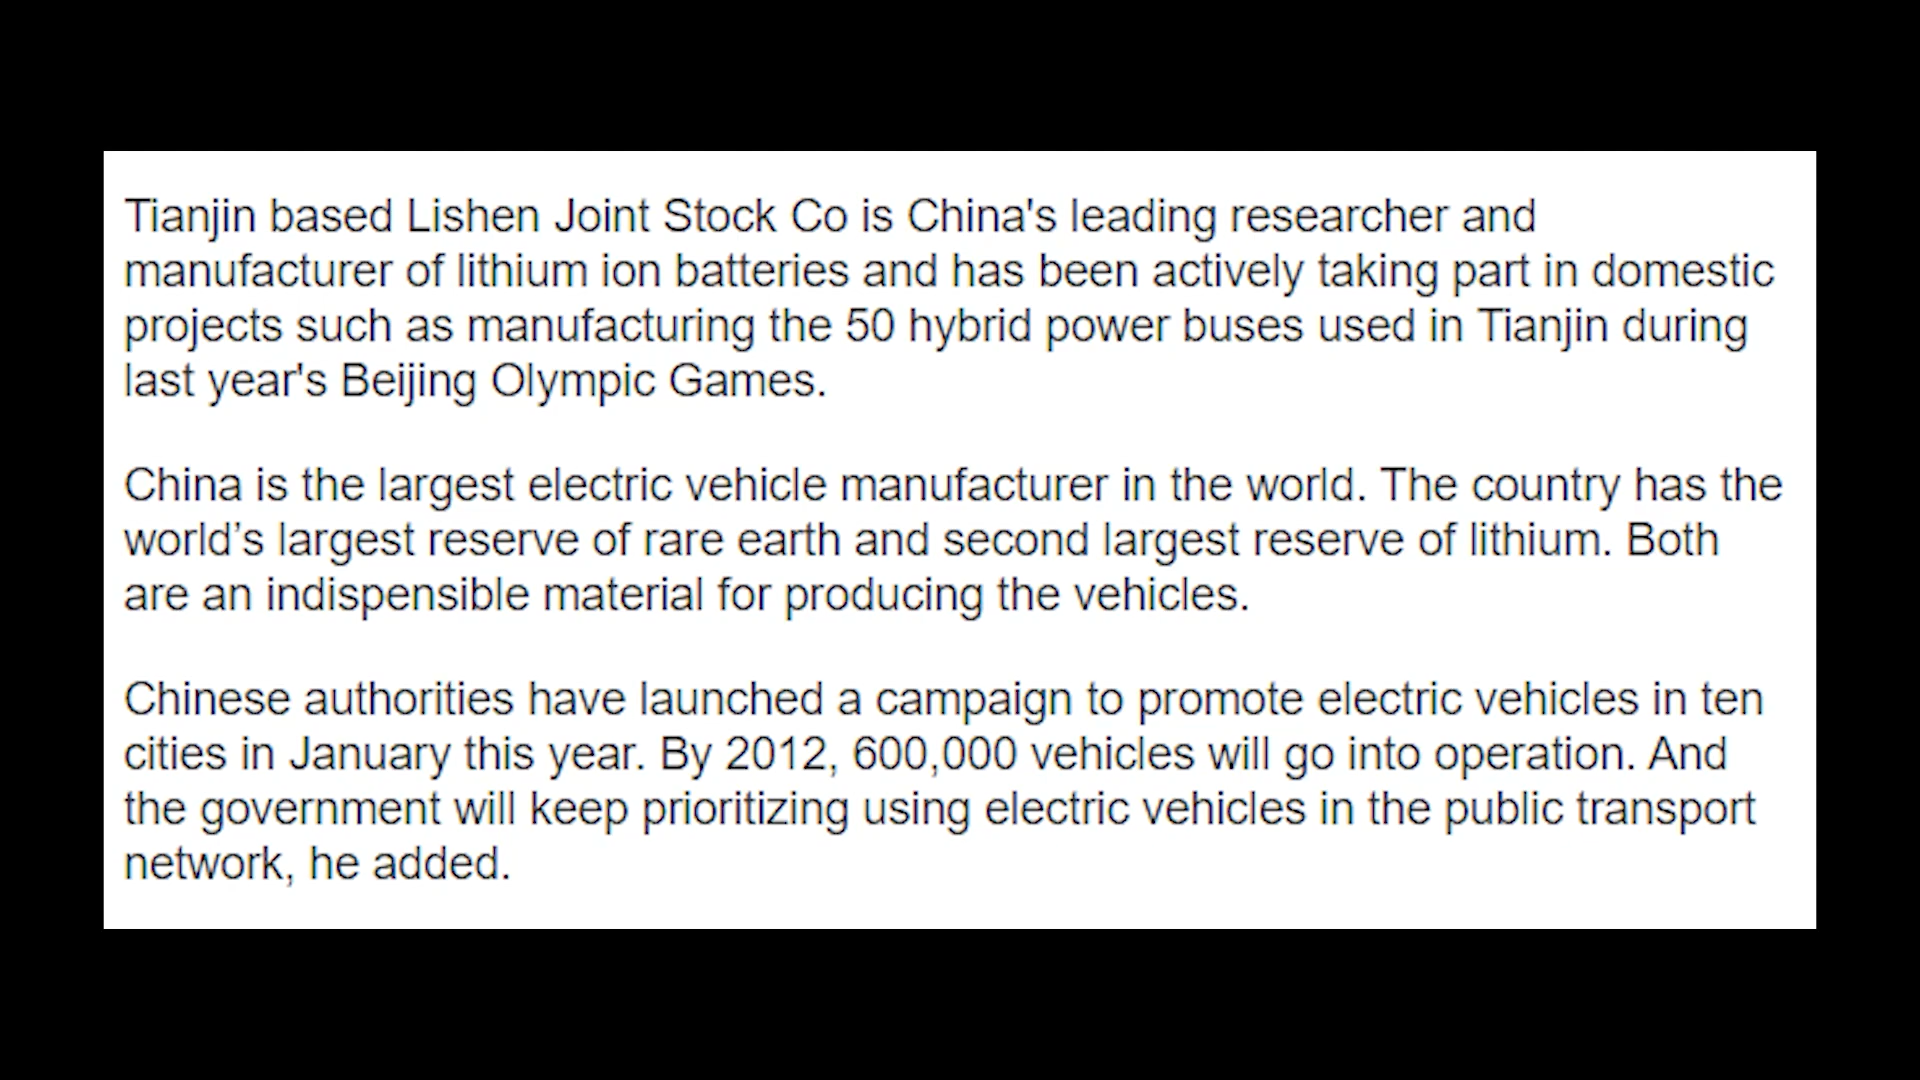 Tianjin based Lishen Joint Stock Co is China's leading researcher and
manufacturer of lithium ion batteries and has been actively taking part in domestic
projects such as manufacturing the 50 hybrid power buses used in Tianjin during
last year's Beijing Olympic Games.
China is the largest electric vehicle manufacturer in the world. The country has the
world’s largest reserve of rare earth and second largest reserve of lithium. Both
are an indispensible material for producing the vehicles.
Chinese authorities have launched a campaign to promote electric vehicles in ten
cities in January this year. By 2012, 600,000 vehicles will go into operation. And
the government will keep prioritizing using electric vehicles in the public transport
network, he added.